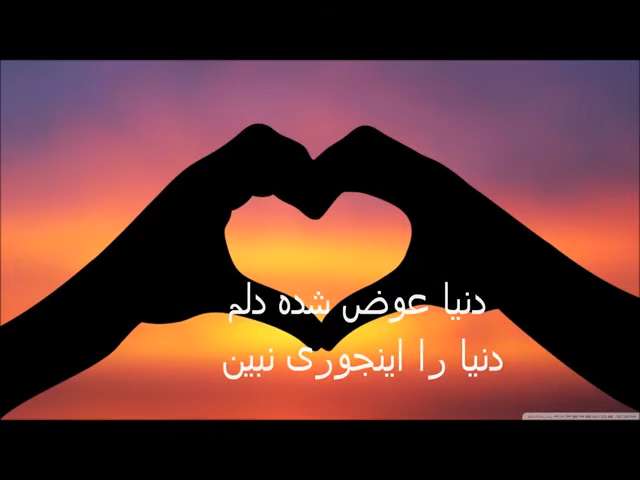 دنیا عوض شده دلم
دنیا را اینجوری نبین